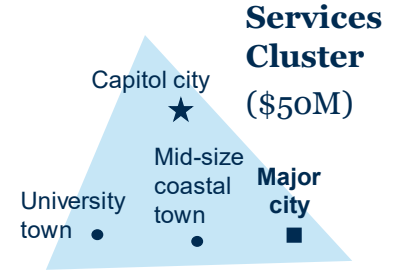 Services
Cluster
($50M)
Capitol city
Mid-size
coastal
town
Major
city
University
town